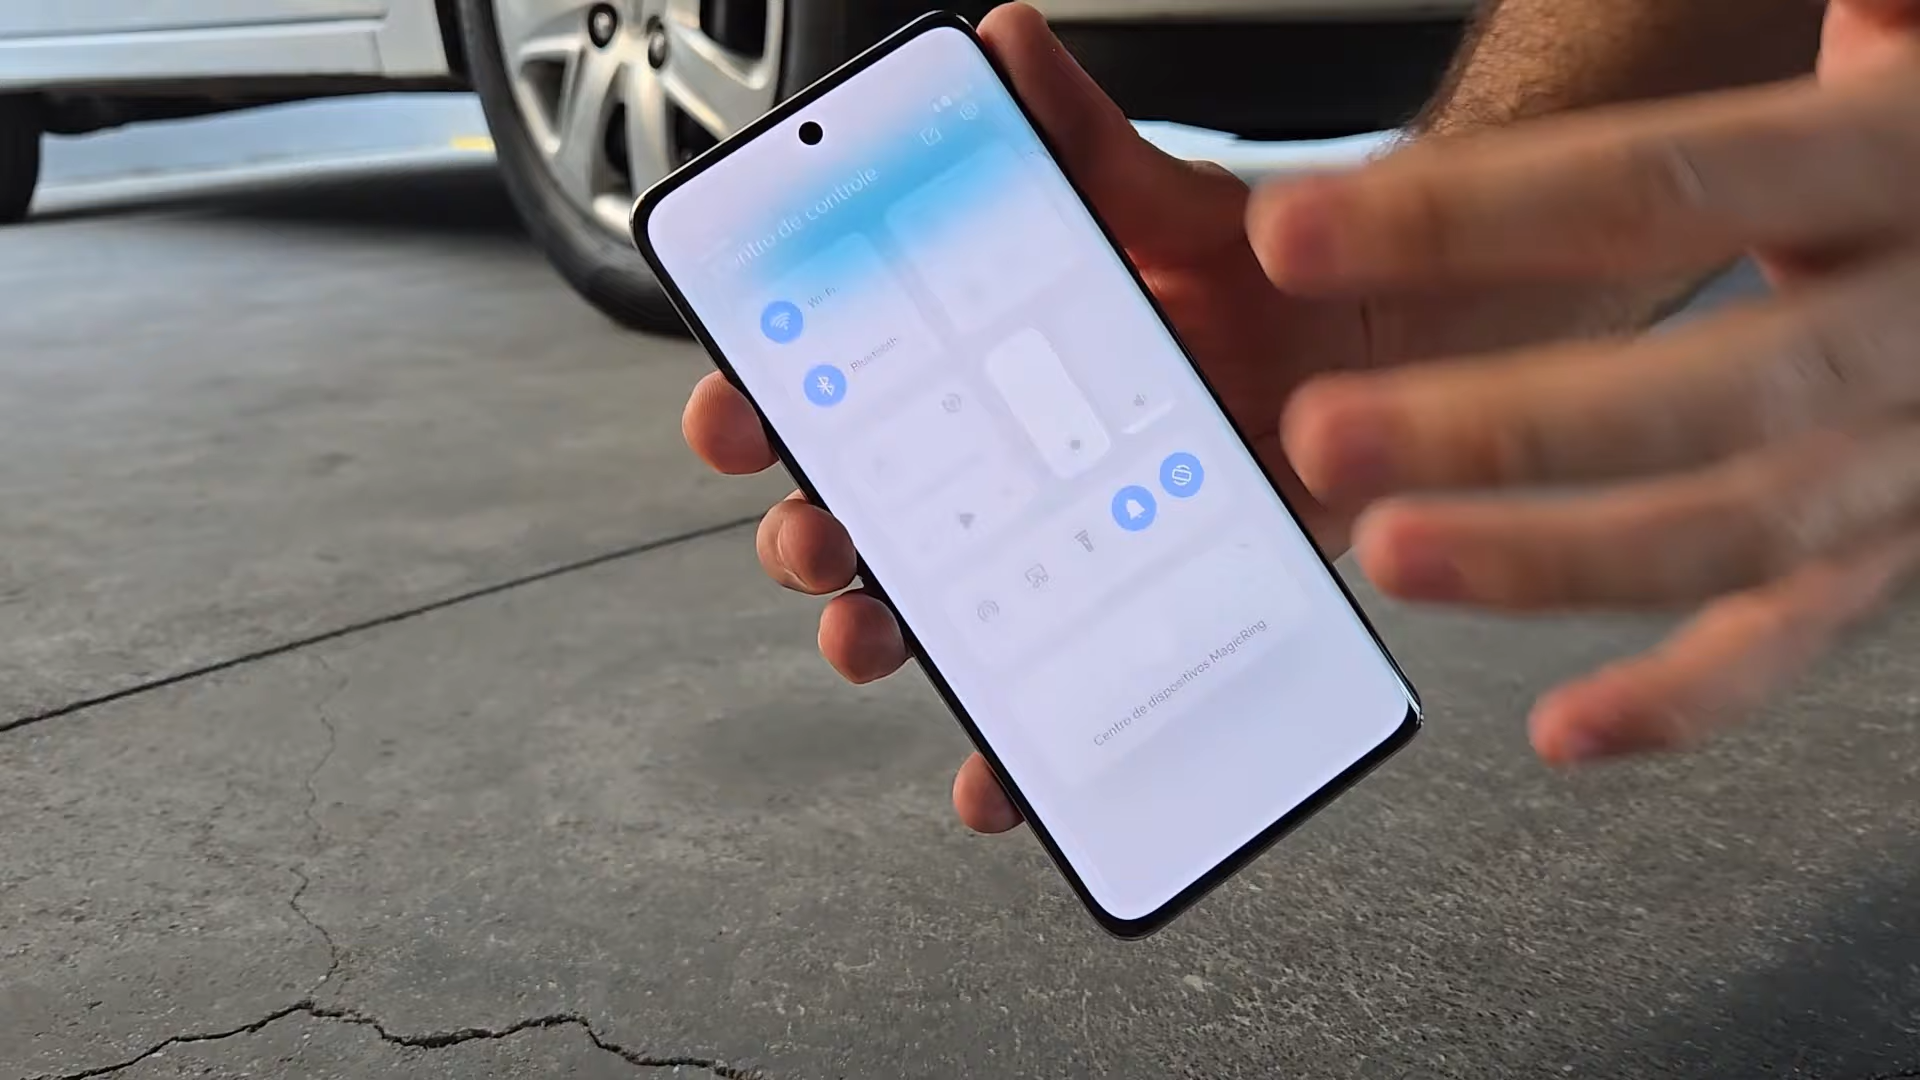 Centro de controle
Wi-Fi
Bluetooth
Centro de dispositivos MagicRing